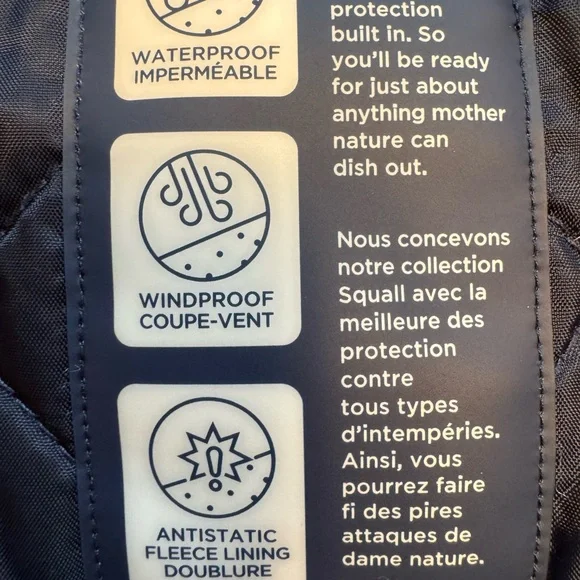 WATERPROOF
IMPERMÉABLE
WINDPROOF
COUPE-VENT
ANTISTATIC
FLEECE LINING
DOUBLURE
protection
built in. So
you'll be ready
for just about
anything mother
nature can
dish out.
Nous concevons
notre collection
Squall avec la
meilleure des
protection
contre
tous types
d'intempéries.
Ainsi, vous
pourrez faire
fi des pires
attaques de
dame nature.